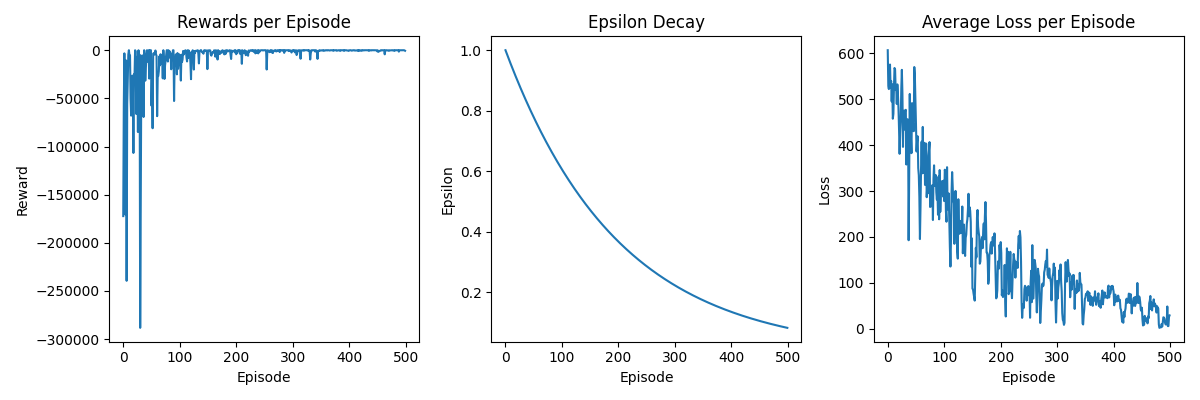 Rewards per Episode
Reward
0
−50000
−100000
−150000
−200000
−250000
−300000
0 100 200 300 400 500
Episode
Epsilon Decay
Epsilon
1.0
0.8
0.6
0.4
0.2
0 100 200 300 400 500
Episode
Average Loss per Episode
Loss
600
500
400
300
200
100
0
0 100 200 300 400 500
Episode